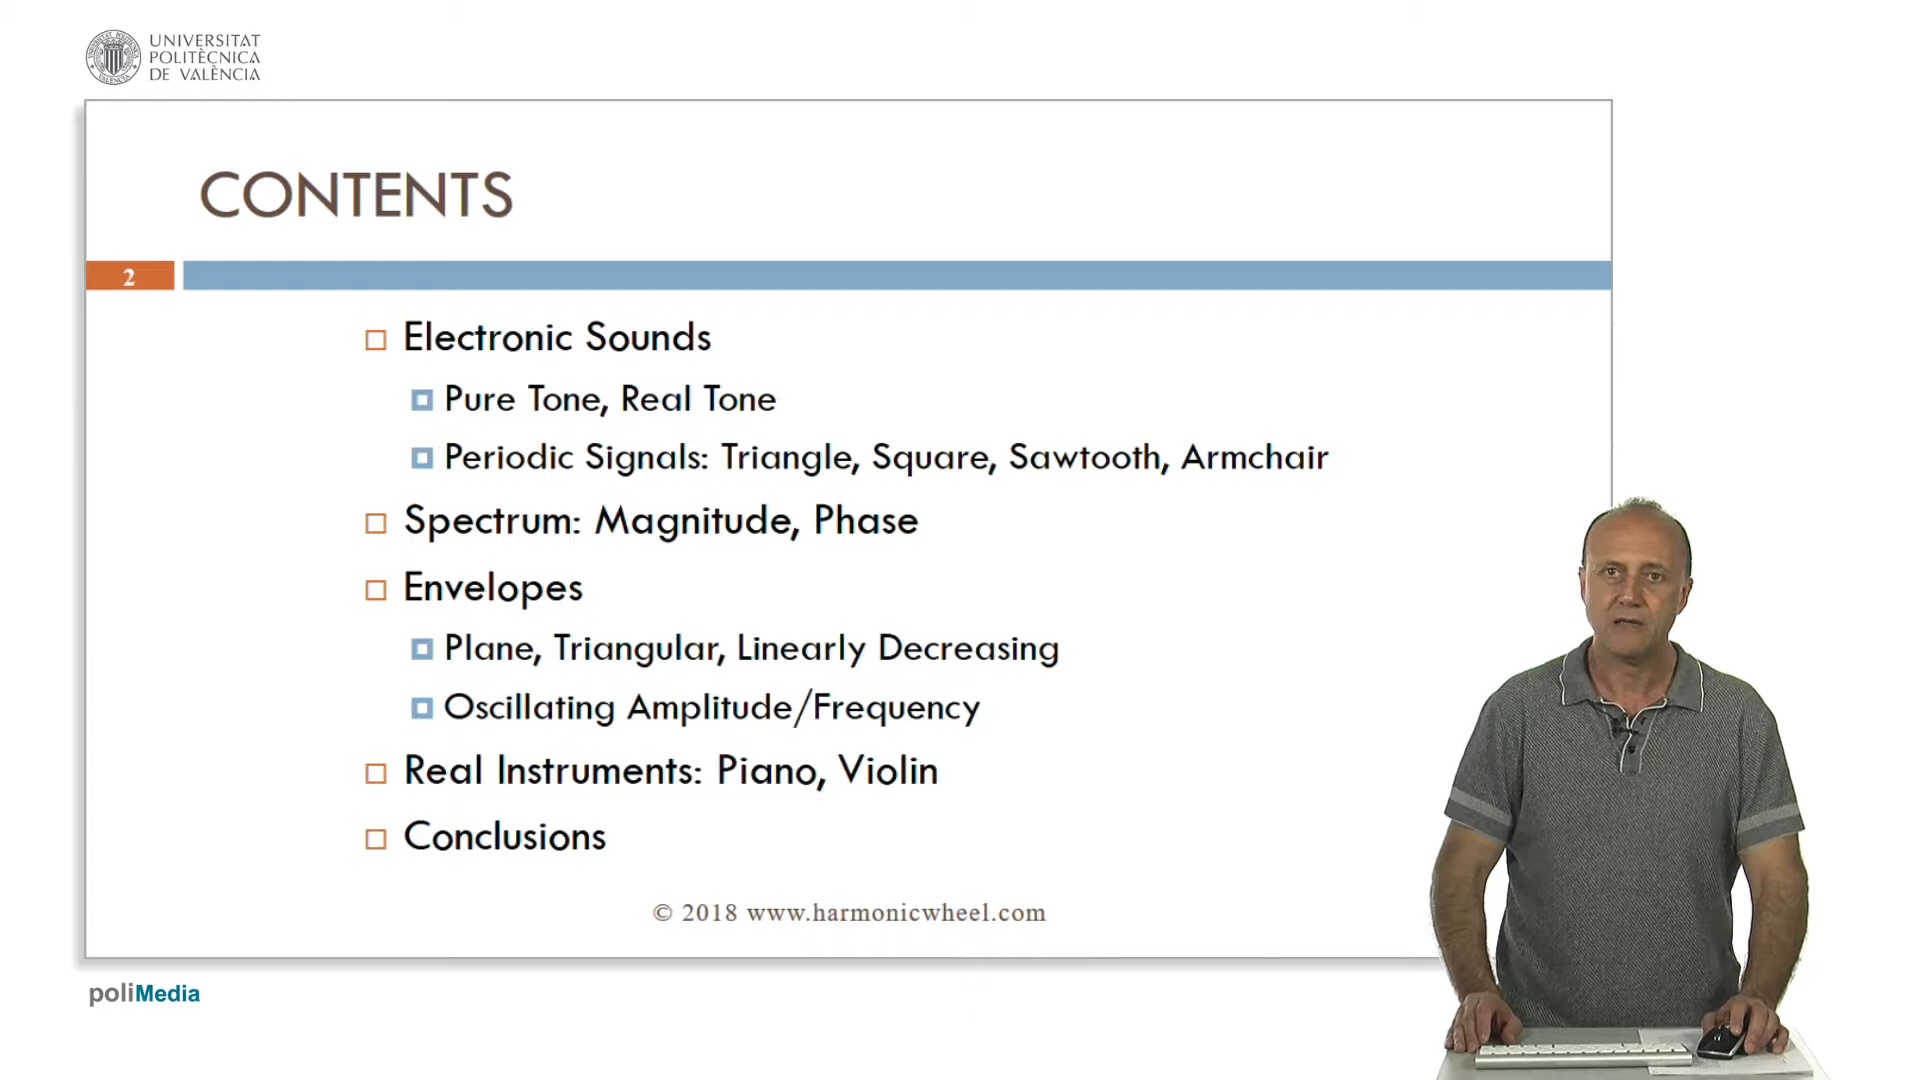 UNIVERSITAT
POLITÈCNICA
DE VALÈNCIA
CONTENTS
2
Electronic Sounds
Pure Tone, Real Tone
Periodic Signals: Triangle, Square, Sawtooth, Armchair
Spectrum: Magnitude, Phase
Envelopes
Plane, Triangular, Linearly Decreasing
Oscillating Amplitude/Frequency
Real Instruments: Piano, Violin
Conclusions
© 2018 www.harmonicwheel.com
poliMedia